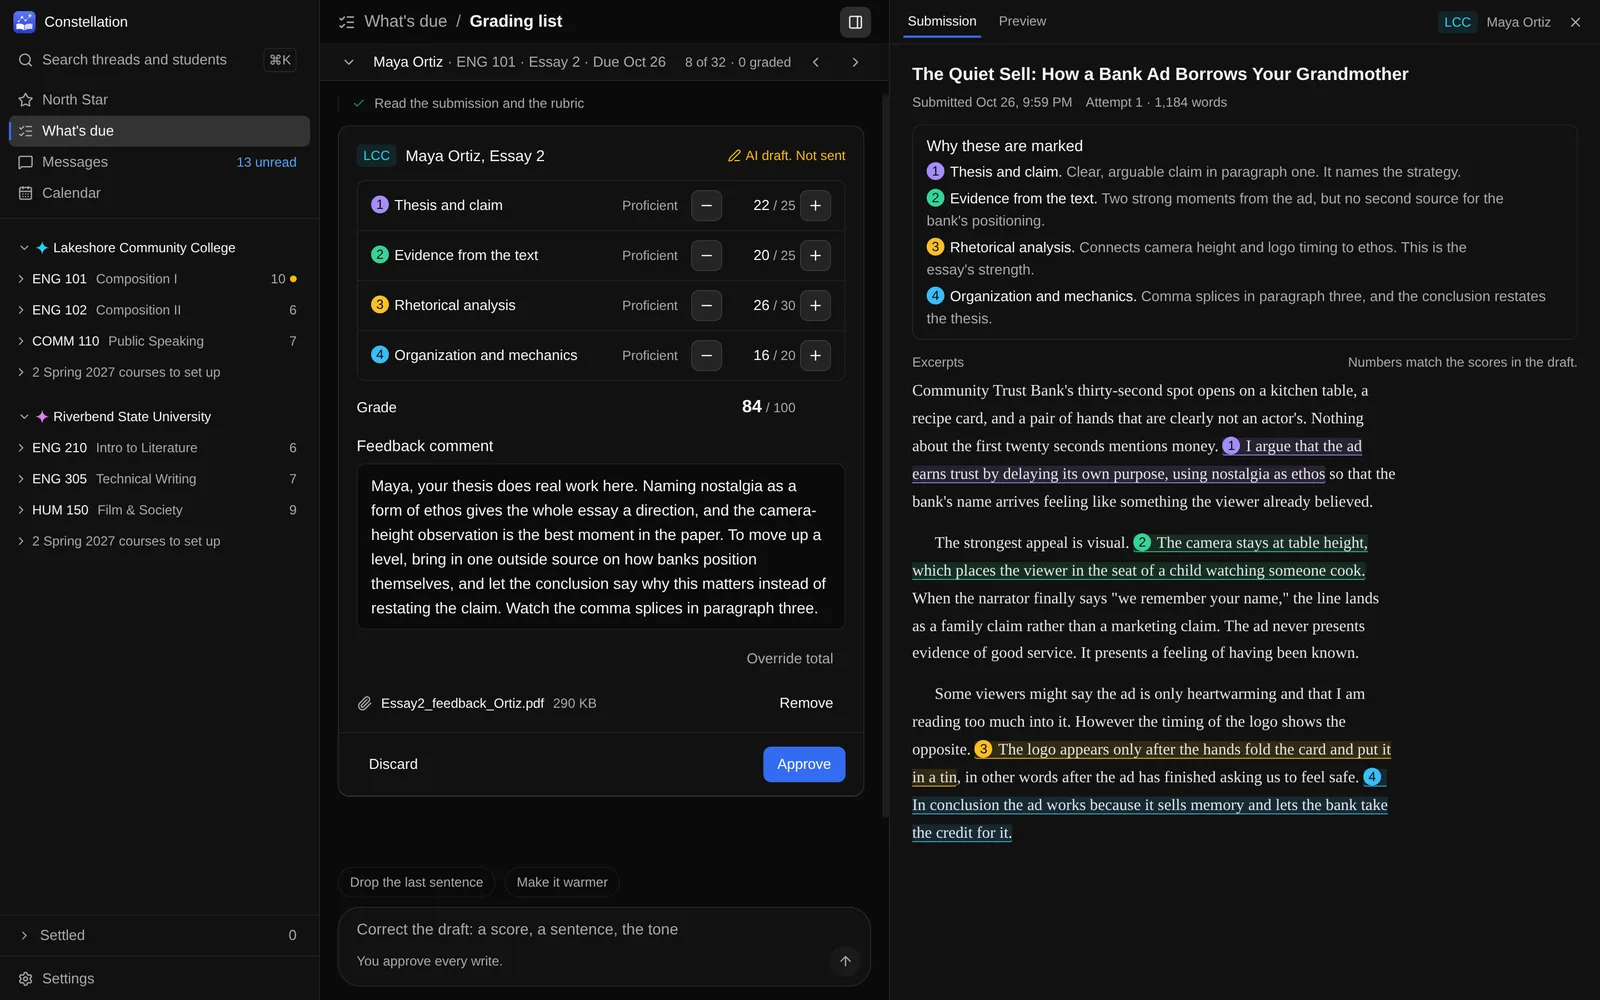 Constellation
Search threads and students ⌘K
North Star
What's due
Messages 13 unread
Calendar
Lakeshore Community College
ENG 101 Composition I 10
ENG 102 Composition II 6
COMM 110 Public Speaking 7
2 Spring 2027 courses to set up
Riverbend State University
ENG 210 Intro to Literature 6
ENG 305 Technical Writing 7
HUM 150 Film & Society 9
2 Spring 2027 courses to set up
Settled 0
Settings
What's due / Grading list
Maya Ortiz · ENG 101 · Essay 2 · Due Oct 26 8 of 32 · 0 graded
Read the submission and the rubric
LCC Maya Ortiz, Essay 2 AI draft. Not sent
1 Thesis and claim Proficient − 22 / 25 +
2 Evidence from the text Proficient − 20 / 25 +
3 Rhetorical analysis Proficient − 26 / 30 +
4 Organization and mechanics Proficient − 16 / 20 +
Grade 84 / 100
Feedback comment
Maya, your thesis does real work here. Naming nostalgia as a
form of ethos gives the whole essay a direction, and the camera-
height observation is the best moment in the paper. To move up a
level, bring in one outside source on how banks position
themselves, and let the conclusion say why this matters instead of
restating the claim. Watch the comma splices in paragraph three.
Override total
Essay2_feedback_Ortiz.pdf 290 KB Remove
Discard Approve
Drop the last sentence Make it warmer
Correct the draft: a score, a sentence, the tone
You approve every write.
Submission Preview LCC Maya Ortiz
The Quiet Sell: How a Bank Ad Borrows Your Grandmother
Submitted Oct 26, 9:59 PM Attempt 1 · 1,184 words
Why these are marked
1 Thesis and claim. Clear, arguable claim in paragraph one. It names the strategy.
2 Evidence from the text. Two strong moments from the ad, but no second source for the
bank's positioning.
3 Rhetorical analysis. Connects camera height and logo timing to ethos. This is the
essay's strength.
4 Organization and mechanics. Comma splices in paragraph three, and the conclusion restates
the thesis.
Excerpts Numbers match the scores in the draft.
Community Trust Bank's thirty-second spot opens on a kitchen table, a
recipe card, and a pair of hands that are clearly not an actor's. Nothing
about the first twenty seconds mentions money. 1 I argue that the ad
earns trust by delaying its own purpose, using nostalgia as ethos so that the
bank's name arrives feeling like something the viewer already believed.
The strongest appeal is visual. 2 The camera stays at table height,
which places the viewer in the seat of a child watching someone cook.
When the narrator finally says "we remember your name," the line lands
as a family claim rather than a marketing claim. The ad never presents
evidence of good service. It presents a feeling of having been known.
Some viewers might say the ad is only heartwarming and that I am
reading too much into it. However the timing of the logo shows the
opposite. 3 The logo appears only after the hands fold the card and put it
in a tin, in other words after the ad has finished asking us to feel safe. 4
In conclusion the ad works because it sells memory and lets the bank take
the credit for it.